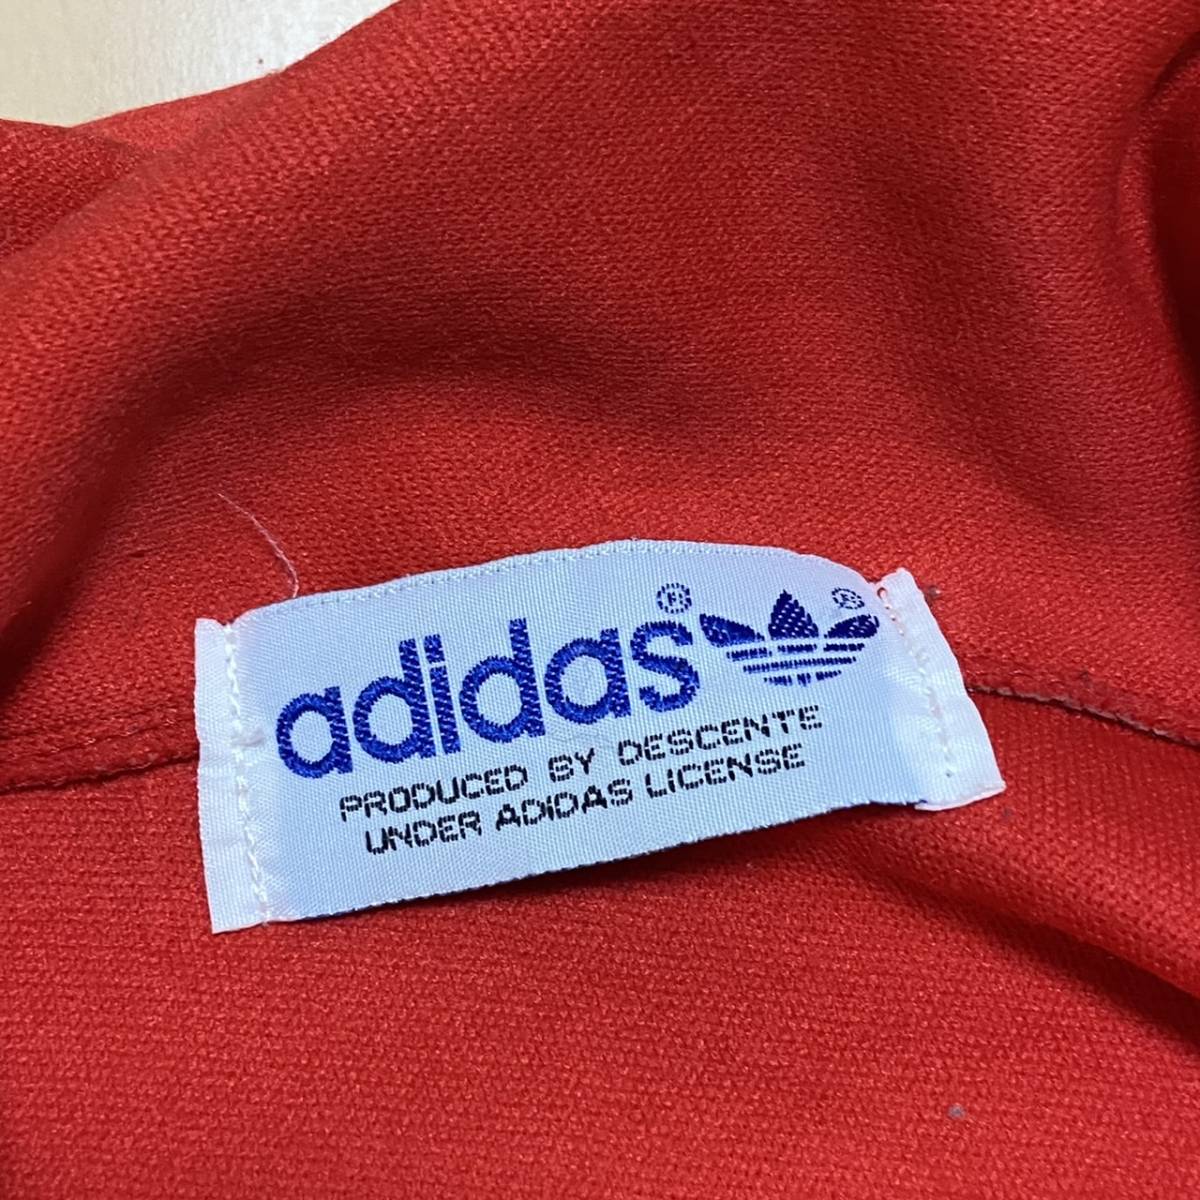 adidas®
®
PRODUCED BY DESCENTE
UNDER ADIDAS LICENSE